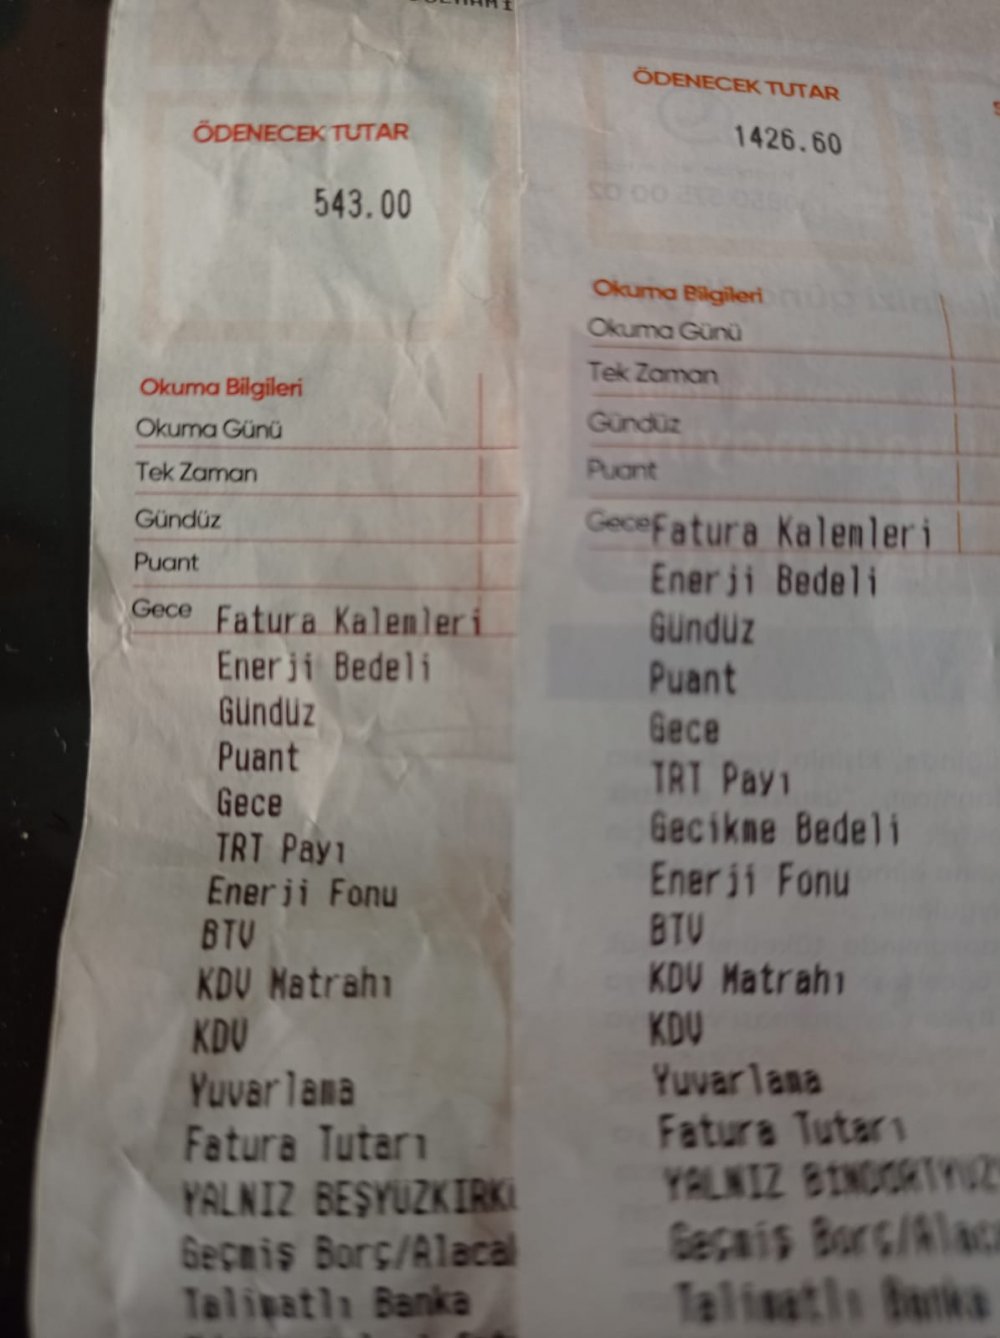 ÖDENECEK TUTAR
543.00
Okuma Bilgileri
Okuma Günü
Tek Zaman
Gündüz
Puant
Gece
Fatura Kalemleri
Enerji Bedeli
Gündüz
Puant
Gece
TRT Payı
Enerji Fonu
BTV
KDV Matrahı
KDV
Yuvarlama
Fatura Tutarı
YALNIZ BEŞYÜZKIRK
Geçmiş Borç/Alaca
Talimatlı Banka
ÖDENECEK TUTAR
1426.60
Okuma Bilgileri
Okuma Günü
Tek Zaman
Gündüz
Puant
Gece
Fatura Kalemleri
Enerji Bedeli
Gündüz
Puant
Gece
TRT Payı
Gecikme Bedeli
Enerji Fonu
BTV
KDV Matrahı
KDV
Yuvarlama
Fatura Tutarı
YALNIZ BİNDÖRTYÜZ
Geçmiş Borç/Alac
Talimatlı Banka